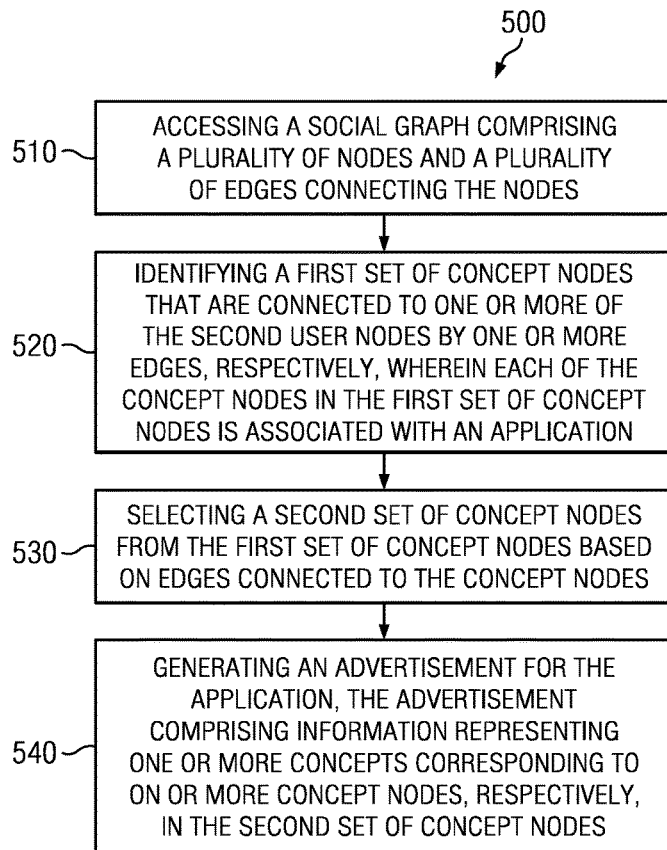 500
510
ACCESSING A SOCIAL GRAPH COMPRISING
A PLURALITY OF NODES AND A PLURALITY
OF EDGES CONNECTING THE NODES
520
IDENTIFYING A FIRST SET OF CONCEPT NODES
THAT ARE CONNECTED TO ONE OR MORE OF
THE SECOND USER NODES BY ONE OR MORE
EDGES, RESPECTIVELY, WHEREIN EACH OF THE
CONCEPT NODES IN THE FIRST SET OF CONCEPT
NODES IS ASSOCIATED WITH AN APPLICATION
530
SELECTING A SECOND SET OF CONCEPT NODES
FROM THE FIRST SET OF CONCEPT NODES BASED
ON EDGES CONNECTED TO THE CONCEPT NODES
540
GENERATING AN ADVERTISEMENT FOR THE
APPLICATION, THE ADVERTISEMENT
COMPRISING INFORMATION REPRESENTING
ONE OR MORE CONCEPTS CORRESPONDING TO
ON OR MORE CONCEPT NODES, RESPECTIVELY,
IN THE SECOND SET OF CONCEPT NODES